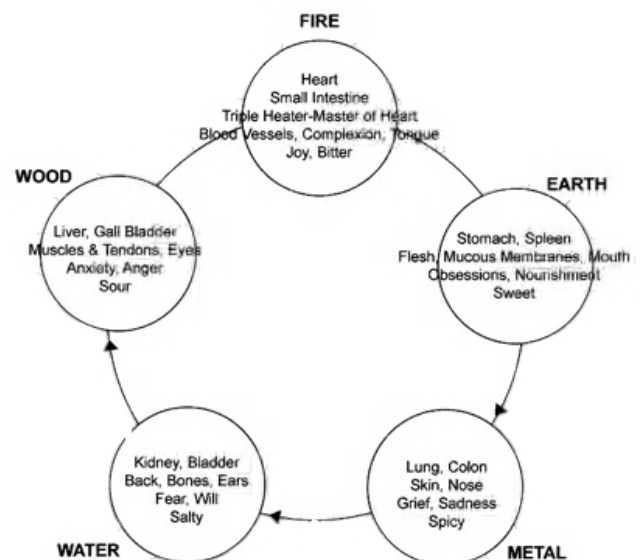 FIRE
Heart
Small Intestine
Triple Heater-Master of Heart
Blood Vessels, Complexion, Tongue
Joy, Bitter
WOOD
Liver, Gall Bladder
Muscles & Tendons, Eyes
Anxiety, Anger
Sour
EARTH
Stomach, Spleen
Flesh, Mucous Membranes, Mouth
Obsessions, Nourishment
Sweet
Kidney, Bladder
Back, Bones, Ears
Fear, Will
Salty
WATER
Lung, Colon
Skin, Nose
Grief, Sadness
Spicy
METAL